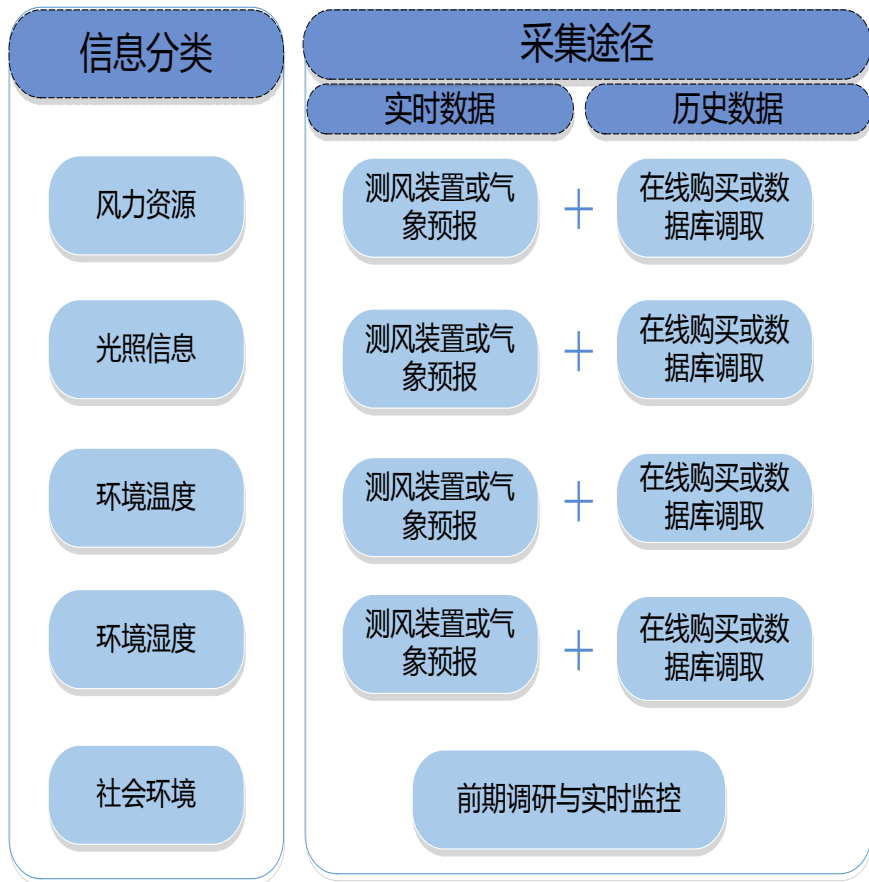 信息分类
采集途径
实时数据
历史数据
风力资源
测风装置或气
象预报
在线购买或数
据库调取
光照信息
测风装置或气
象预报
在线购买或数
据库调取
环境温度
测风装置或气
象预报
在线购买或数
据库调取
环境湿度
测风装置或气
象预报
在线购买或数
据库调取
社会环境
前期调研与实时监控